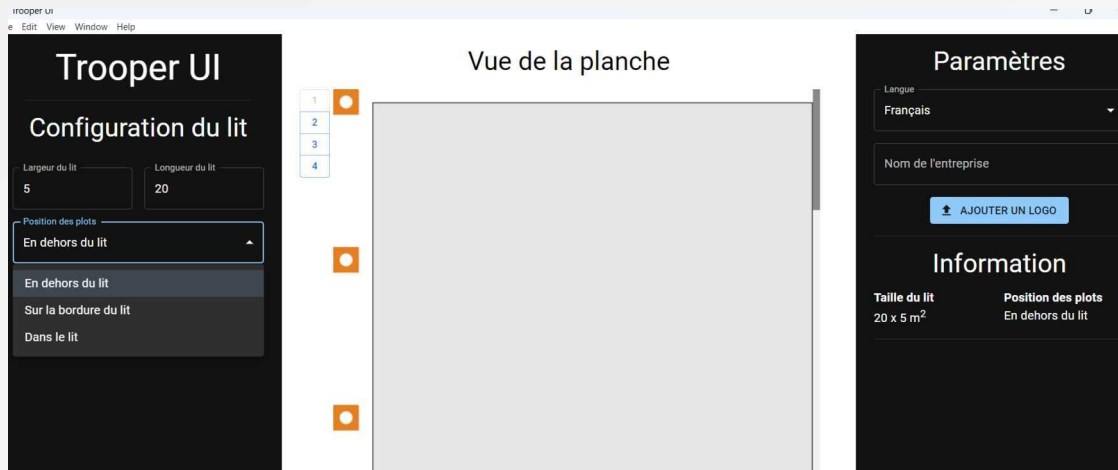 Trooper UI
e Edit View Window Help
Trooper UI
Configuration du lit
Largeur du lit
5
Longueur du lit
20
Position des plots
En dehors du lit
En dehors du lit
Sur la bordure du lit
Dans le lit
Vue de la planche
1
2
3
4
Paramètres
Langue
Français
Nom de l'entreprise
AJOUTER UN LOGO
Information
Taille du lit
20 x 5 m²
Position des plots
En dehors du lit